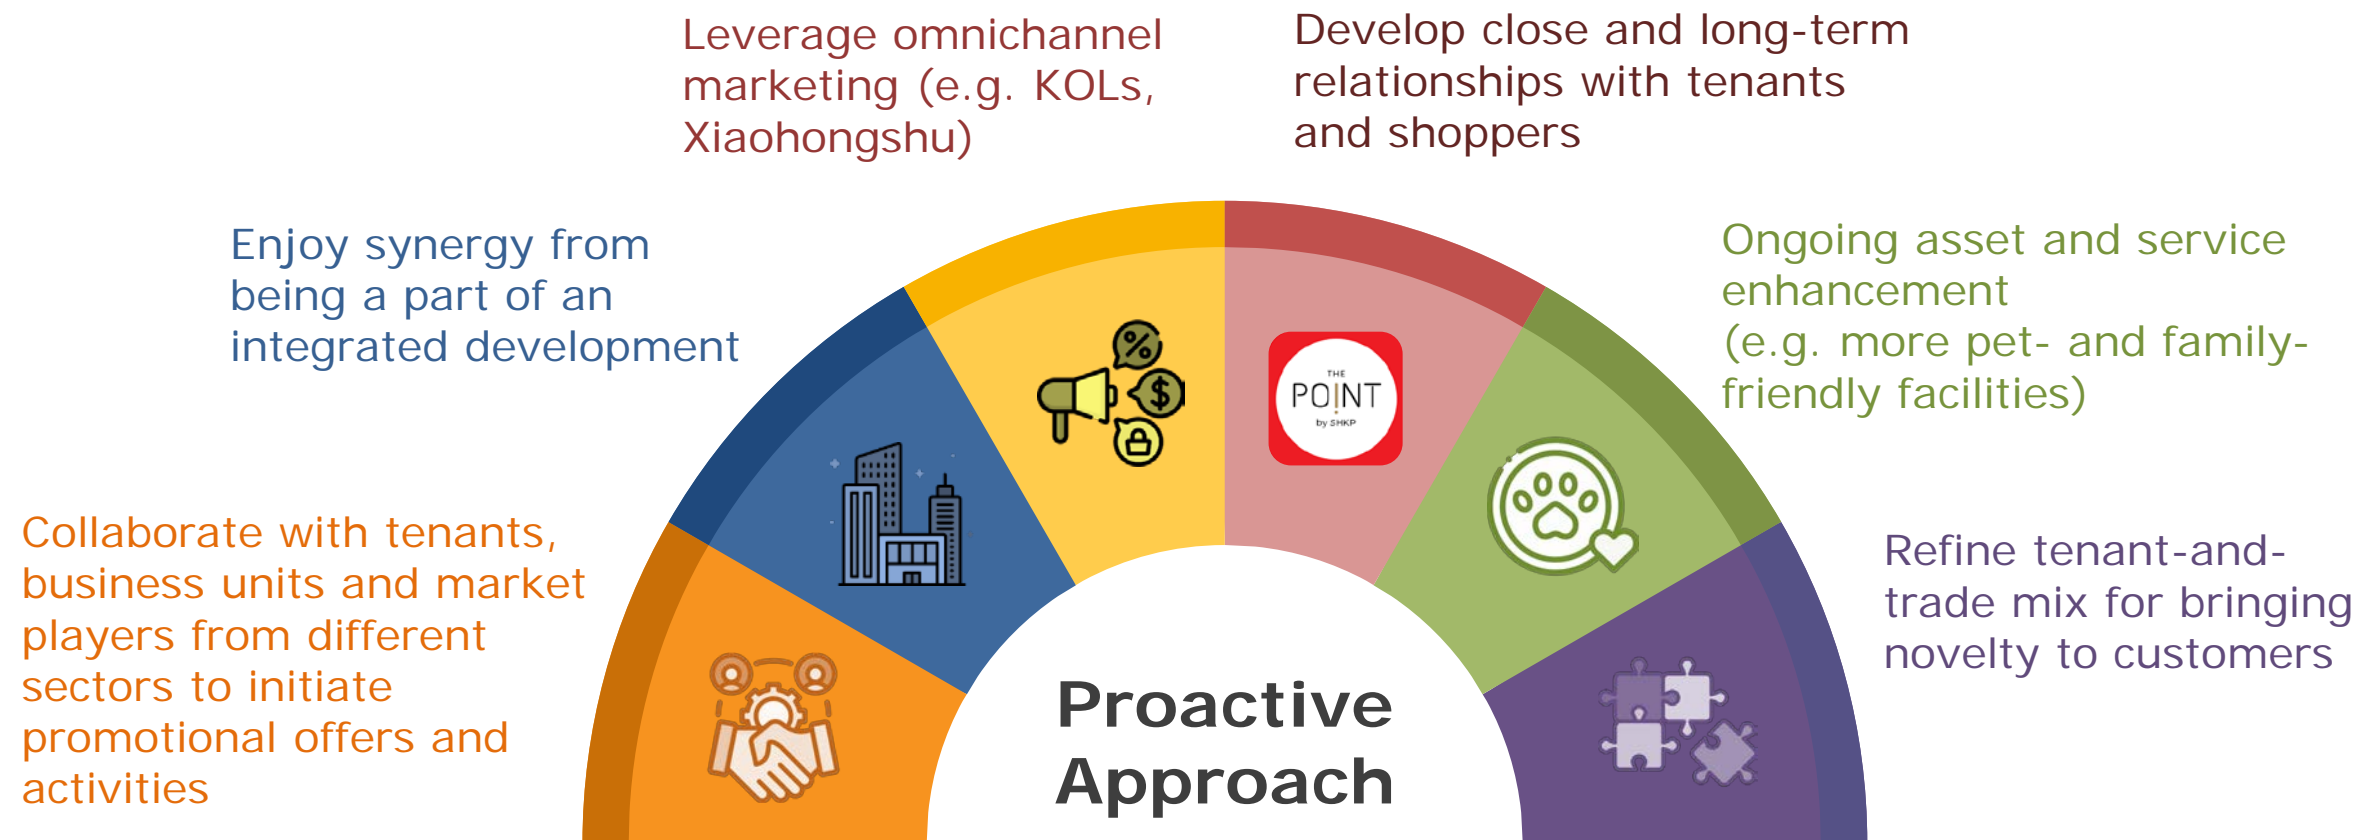 Leverage omnichannel
marketing (e.g. KOLs,
Xiaohongshu)
Develop close and long-term
relationships with tenants
and shoppers
Enjoy synergy from
being a part of an
integrated development
Ongoing asset and service
enhancement
(e.g. more pet- and family-
friendly facilities)
Collaborate with tenants,
business units and market
players from different
sectors to initiate
promotional offers and
activities
Refine tenant-and-
trade mix for bringing
novelty to customers
%
$
THE
POINT
by SHKP
Proactive
Approach